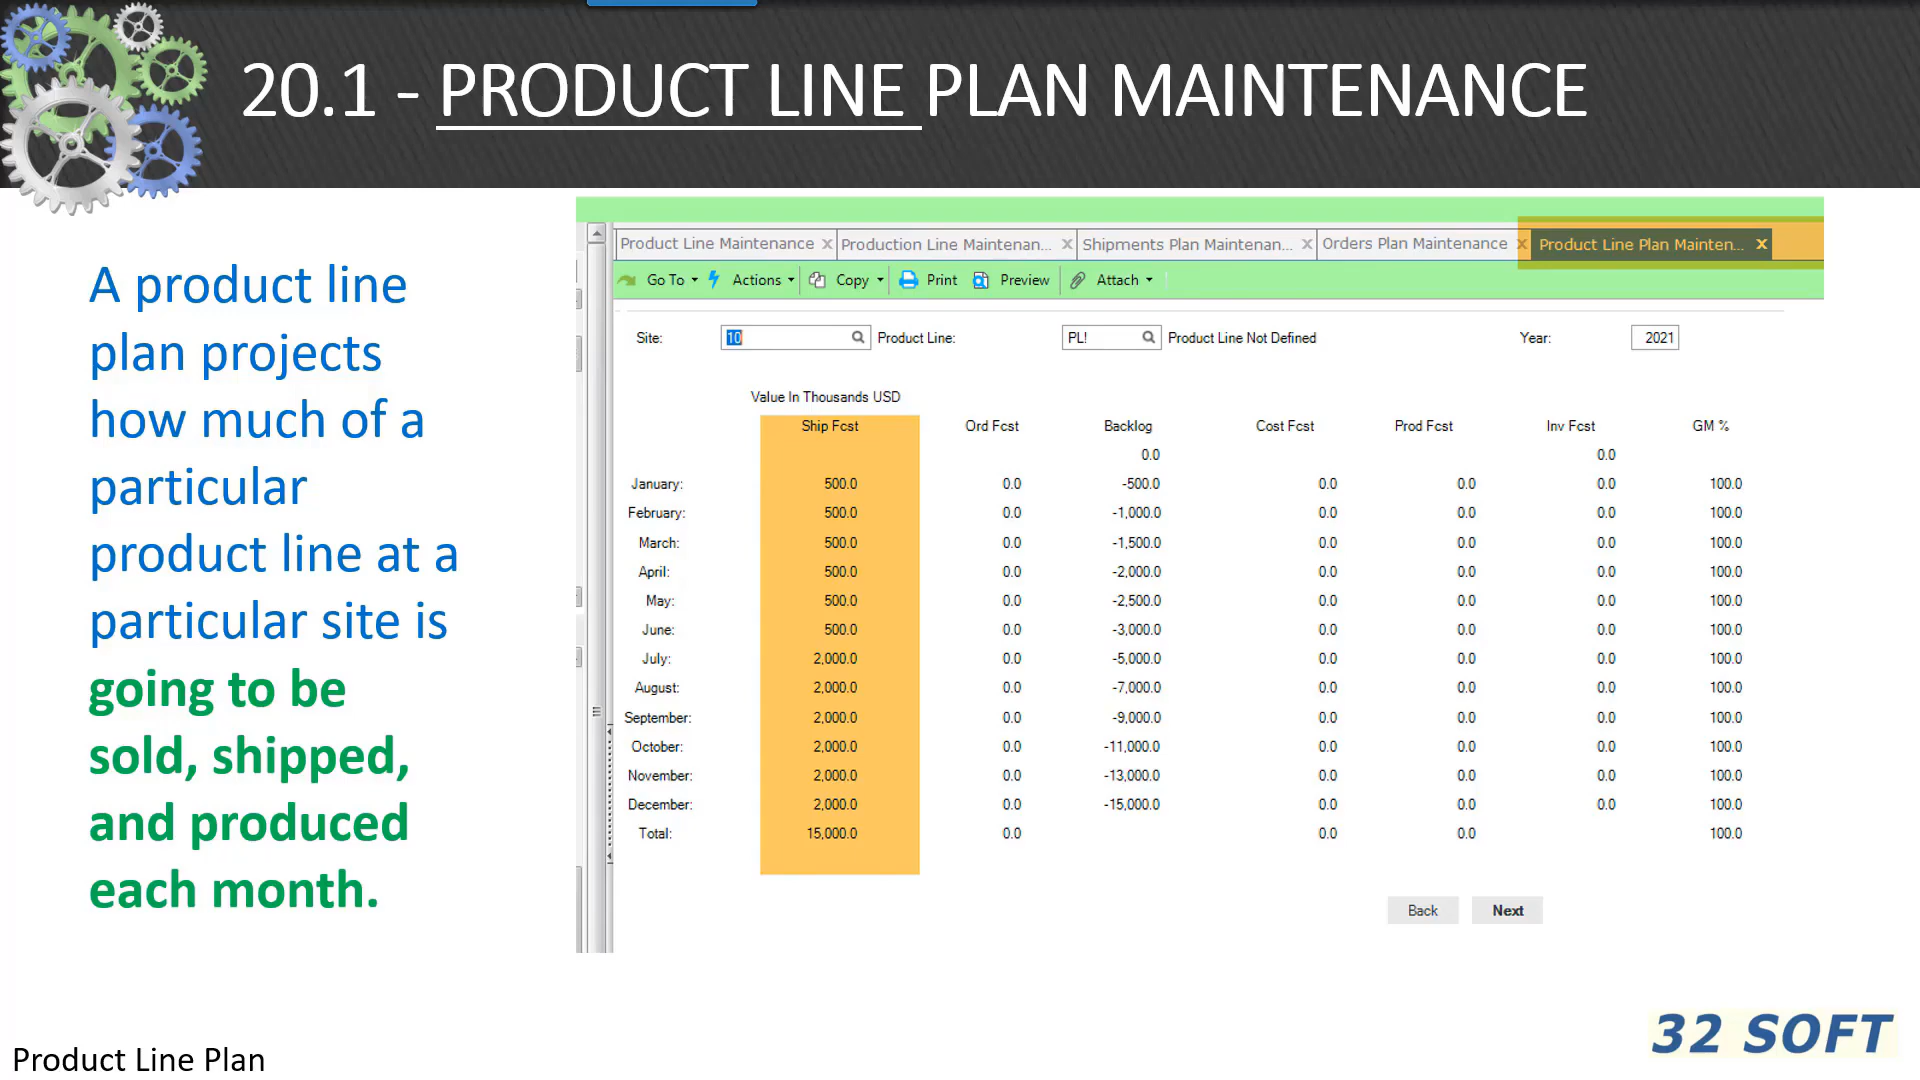 20.1 - PRODUCT LINE PLAN MAINTENANCE
A product line
plan projects
how much of a
particular
product line at a
particular site is
going to be
sold, shipped,
and produced
each month.
Product Line Maintenance x Production Line Maintenan... x Shipments Plan Maintenan... x Orders Plan Maintenance x Product Line Plan Mainten... x
Go To Actions Copy Print Preview Attach
Site: 10 Product Line: PL! Product Line Not Defined Year: 2021
Value In Thousands USD
Ship Fcst Ord Fcst Backlog Cost Fcst Prod Fcst Inv Fcst GM %
0.0 0.0
January: 500.0 0.0 -500.0 0.0 0.0 0.0 100.0
February: 500.0 0.0 -1,000.0 0.0 0.0 0.0 100.0
March: 500.0 0.0 -1,500.0 0.0 0.0 0.0 100.0
April: 500.0 0.0 -2,000.0 0.0 0.0 0.0 100.0
May: 500.0 0.0 -2,500.0 0.0 0.0 0.0 100.0
June: 500.0 0.0 -3,000.0 0.0 0.0 0.0 100.0
July: 2,000.0 0.0 -5,000.0 0.0 0.0 0.0 100.0
August: 2,000.0 0.0 -7,000.0 0.0 0.0 0.0 100.0
September: 2,000.0 0.0 -9,000.0 0.0 0.0 0.0 100.0
October: 2,000.0 0.0 -11,000.0 0.0 0.0 0.0 100.0
November: 2,000.0 0.0 -13,000.0 0.0 0.0 0.0 100.0
December: 2,000.0 0.0 -15,000.0 0.0 0.0 0.0 100.0
Total: 15,000.0 0.0 0.0 0.0 100.0
Back Next
32 SOFT
Product Line Plan